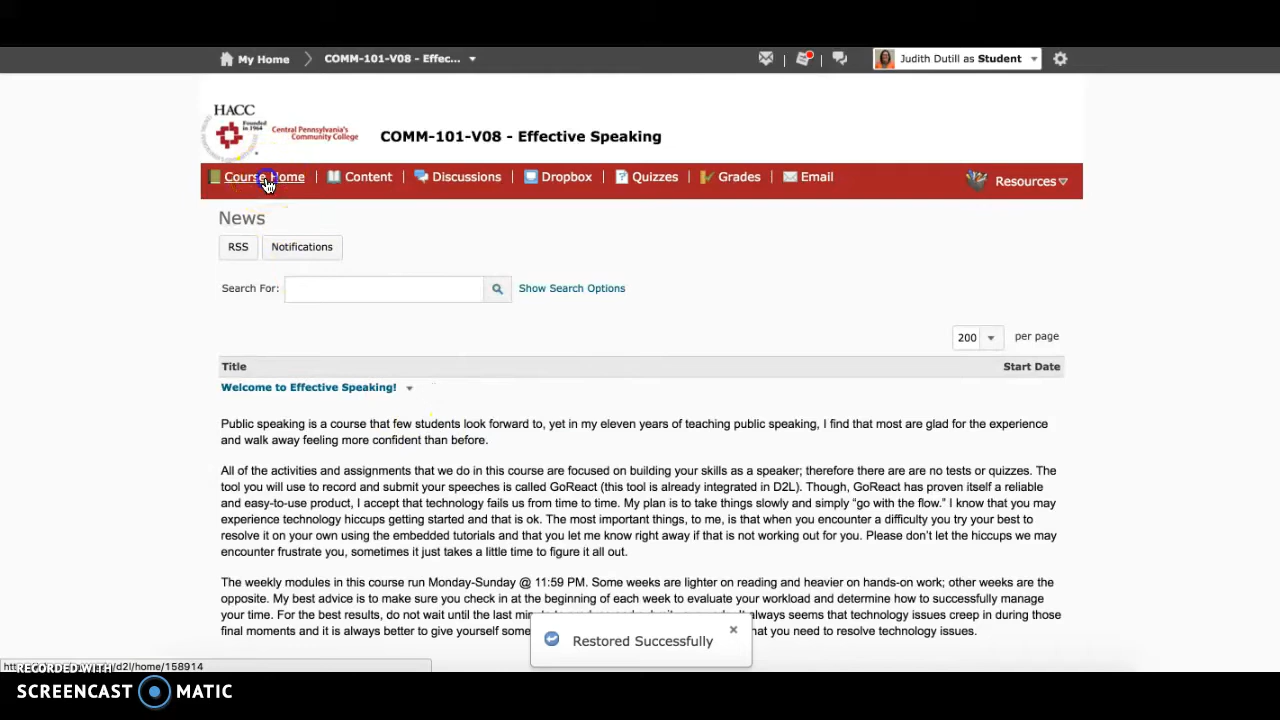 My Home COMM-101-V08 - Effec... Judith Dutill as Student
HACC
Founded in 1964
Central Pennsylvania's
Community College
COMM-101-V08 - Effective Speaking
Course Home | Content | Discussions Dropbox | Quizzes | Grades | Email Resources
News
RSS Notifications
Search For: Show Search Options
200 per page
Title Start Date
Welcome to Effective Speaking!
Public speaking is a course that few students look forward to, yet in my eleven years of teaching public speaking, I find that most are glad for the experience
and walk away feeling more confident than before.
All of the activities and assignments that we do in this course are focused on building your skills as a speaker; therefore there are are no tests or quizzes. The
tool you will use to record and submit your speeches is called GoReact (this tool is already integrated in D2L). Though, GoReact has proven itself a reliable
and easy-to-use product, I accept that technology fails us from time to time. My plan is to take things slowly and simply “go with the flow.” I know that you may
experience technology hiccups getting started and that is ok. The most important things, to me, is that when you encounter a difficulty you try your best to
resolve it on your own using the embedded tutorials and that you let me know right away if that is not working out for you. Please don’t let the hiccups we may
encounter frustrate you, sometimes it just takes a little time to figure it all out.
The weekly modules in this course run Monday-Sunday @ 11:59 PM. Some weeks are lighter on reading and heavier on hands-on work; other weeks are the
opposite. My best advice is to make sure you check in at the beginning of each week to evaluate your workload and determine how to successfully manage
your time. For the best results, do not wait until the last always seems that technology issues creep in during those
final moments and it is always better to give yourself that you need to resolve technology issues.
Restored Successfully
/d2l/home/158914
RECORDED WITH
SCREENCAST MATIC